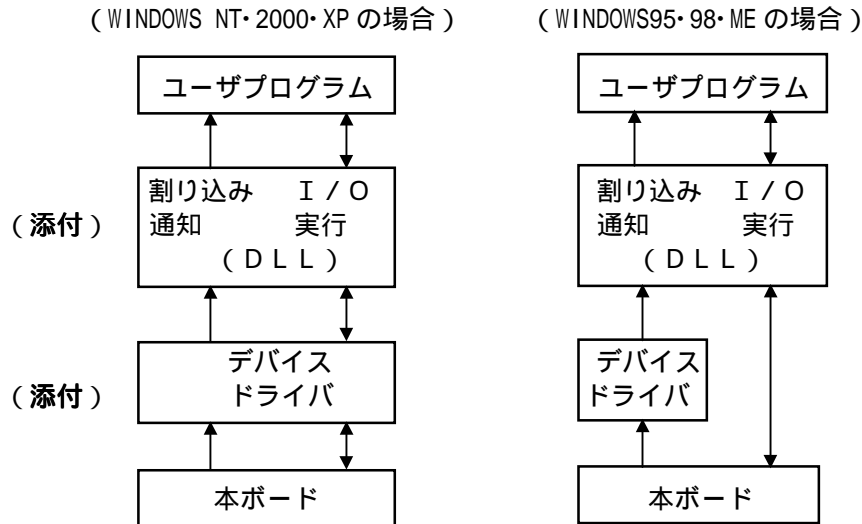 (WINDOWS NT・2000・XP の場合) (WINDOWS95・98・ME の場合)
ユーザプログラム ユーザプログラム
割り込み I/O 割り込み I/O
(添付) 通知 実行 通知 実行
(DLL) (DLL)
デバイス デバイス
(添付) ドライバ ドライバ
本ボード 本ボード